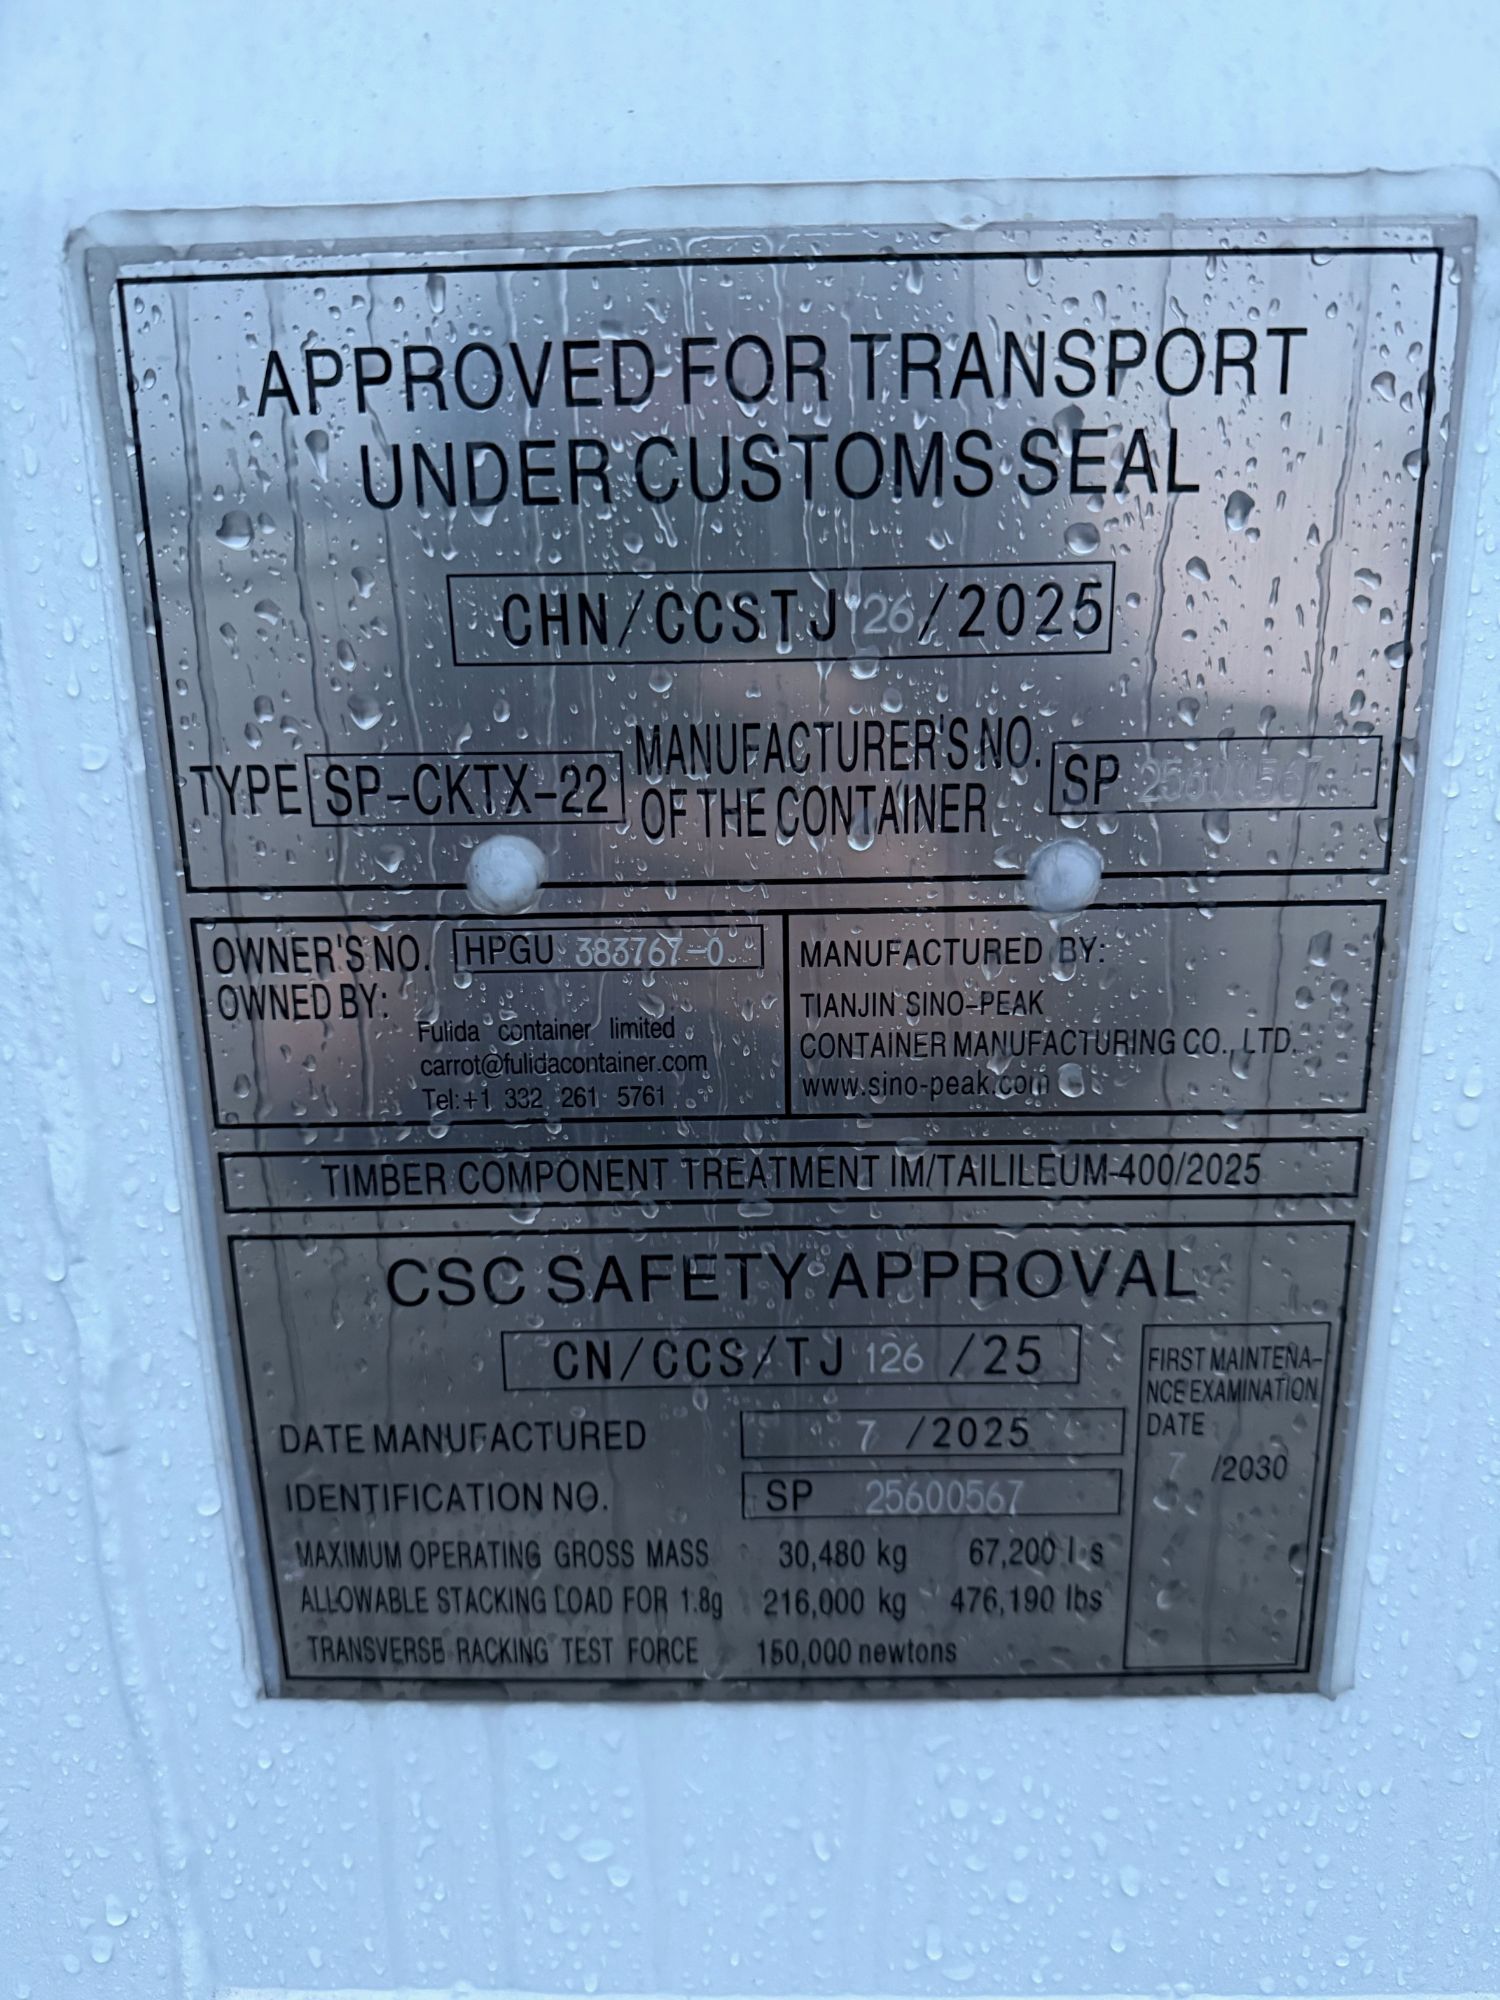 APPROVED FOR TRANSPORT
UNDER CUSTOMS SEAL
CHN/CCSTJ 126 /2025
TYPE SP-CKTX-22 MANUFACTURER'S NO. OF THE CONTAINER SP 25600567
OWNER'S NO. HPGU 383767-0
OWNED BY:
Fulida container limited
carrot@fulidacontainer.com
Tel:+1 332 261 5761
MANUFACTURED BY:
TIANJIN SINO-PEAK
CONTAINER MANUFACTURING CO., LTD.
www.sino-peak.com
TIMBER COMPONENT TREATMENT IM/TAILILEUM-400/2025
CSC SAFETY APPROVAL
CN/CCS/TJ 126 /25
DATE MANUFACTURED 7 /2025
IDENTIFICATION NO. SP 25600567
MAXIMUM OPERATING GROSS MASS 30,480 kg 67,200 lbs
ALLOWABLE STACKING LOAD FOR 1.8g 216,000 kg 476,190 lbs
TRANSVERSE RACKING TEST FORCE 150,000 newtons
FIRST MAINTENA-
NCE EXAMINATION
DATE
7 /2030